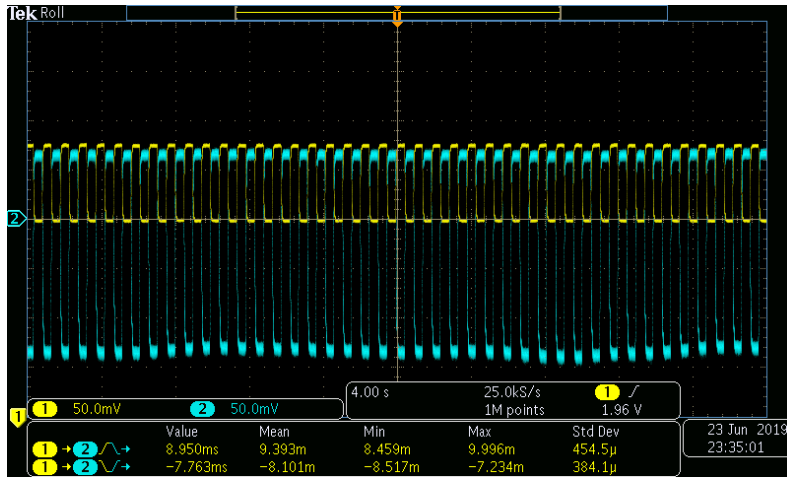 Tek Roll
T
2
1
1 50.0mV 2 50.0mV
4.00 s 25.0kS/s 1
1M points 1.96 V
Value Mean Min Max Std Dev
1 → 2 → 8.950ms 9.393m 8.459m 9.996m 454.5µ
1 → 2 → −7.763ms −8.101m −8.517m −7.234m 384.1µ
23 Jun 2019
23:35:01